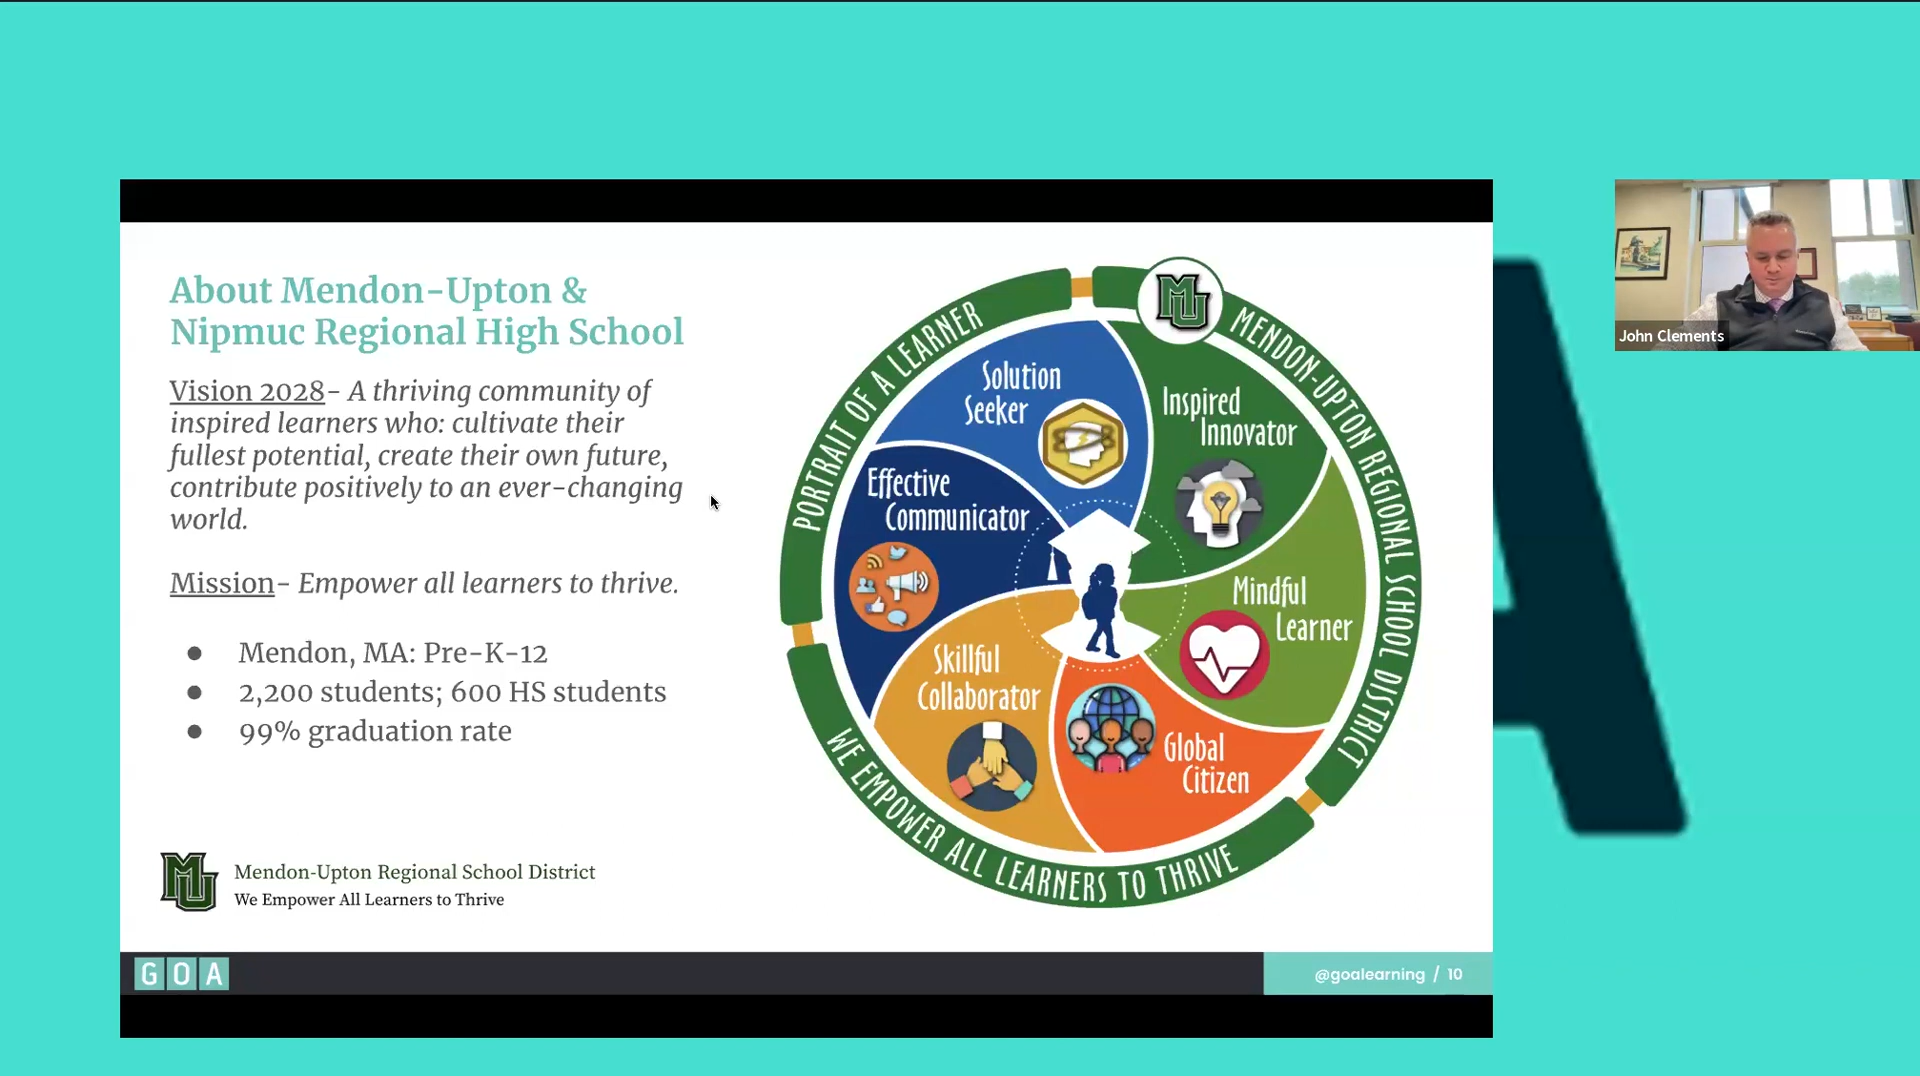 About Mendon-Upton &
Nipmuc Regional High School
Vision 2028- A thriving community of
inspired learners who: cultivate their
fullest potential, create their own future,
contribute positively to an ever-changing
world.
Mission- Empower all learners to thrive.
● Mendon, MA: Pre-K-12
● 2,200 students; 600 HS students
● 99% graduation rate
MU
Mendon-Upton Regional School District
We Empower All Learners to Thrive
PORTRAIT OF A LEARNER
MU
MENDON-UPTON REGIONAL SCHOOL DISTRICT
WE EMPOWER ALL LEARNERS TO THRIVE
Solution
Seeker
Inspired
Innovator
Effective
Communicator
Mindful
Learner
Skillful
Collaborator
Global
Citizen
GOA
@goalearning / 10
John Clements
A